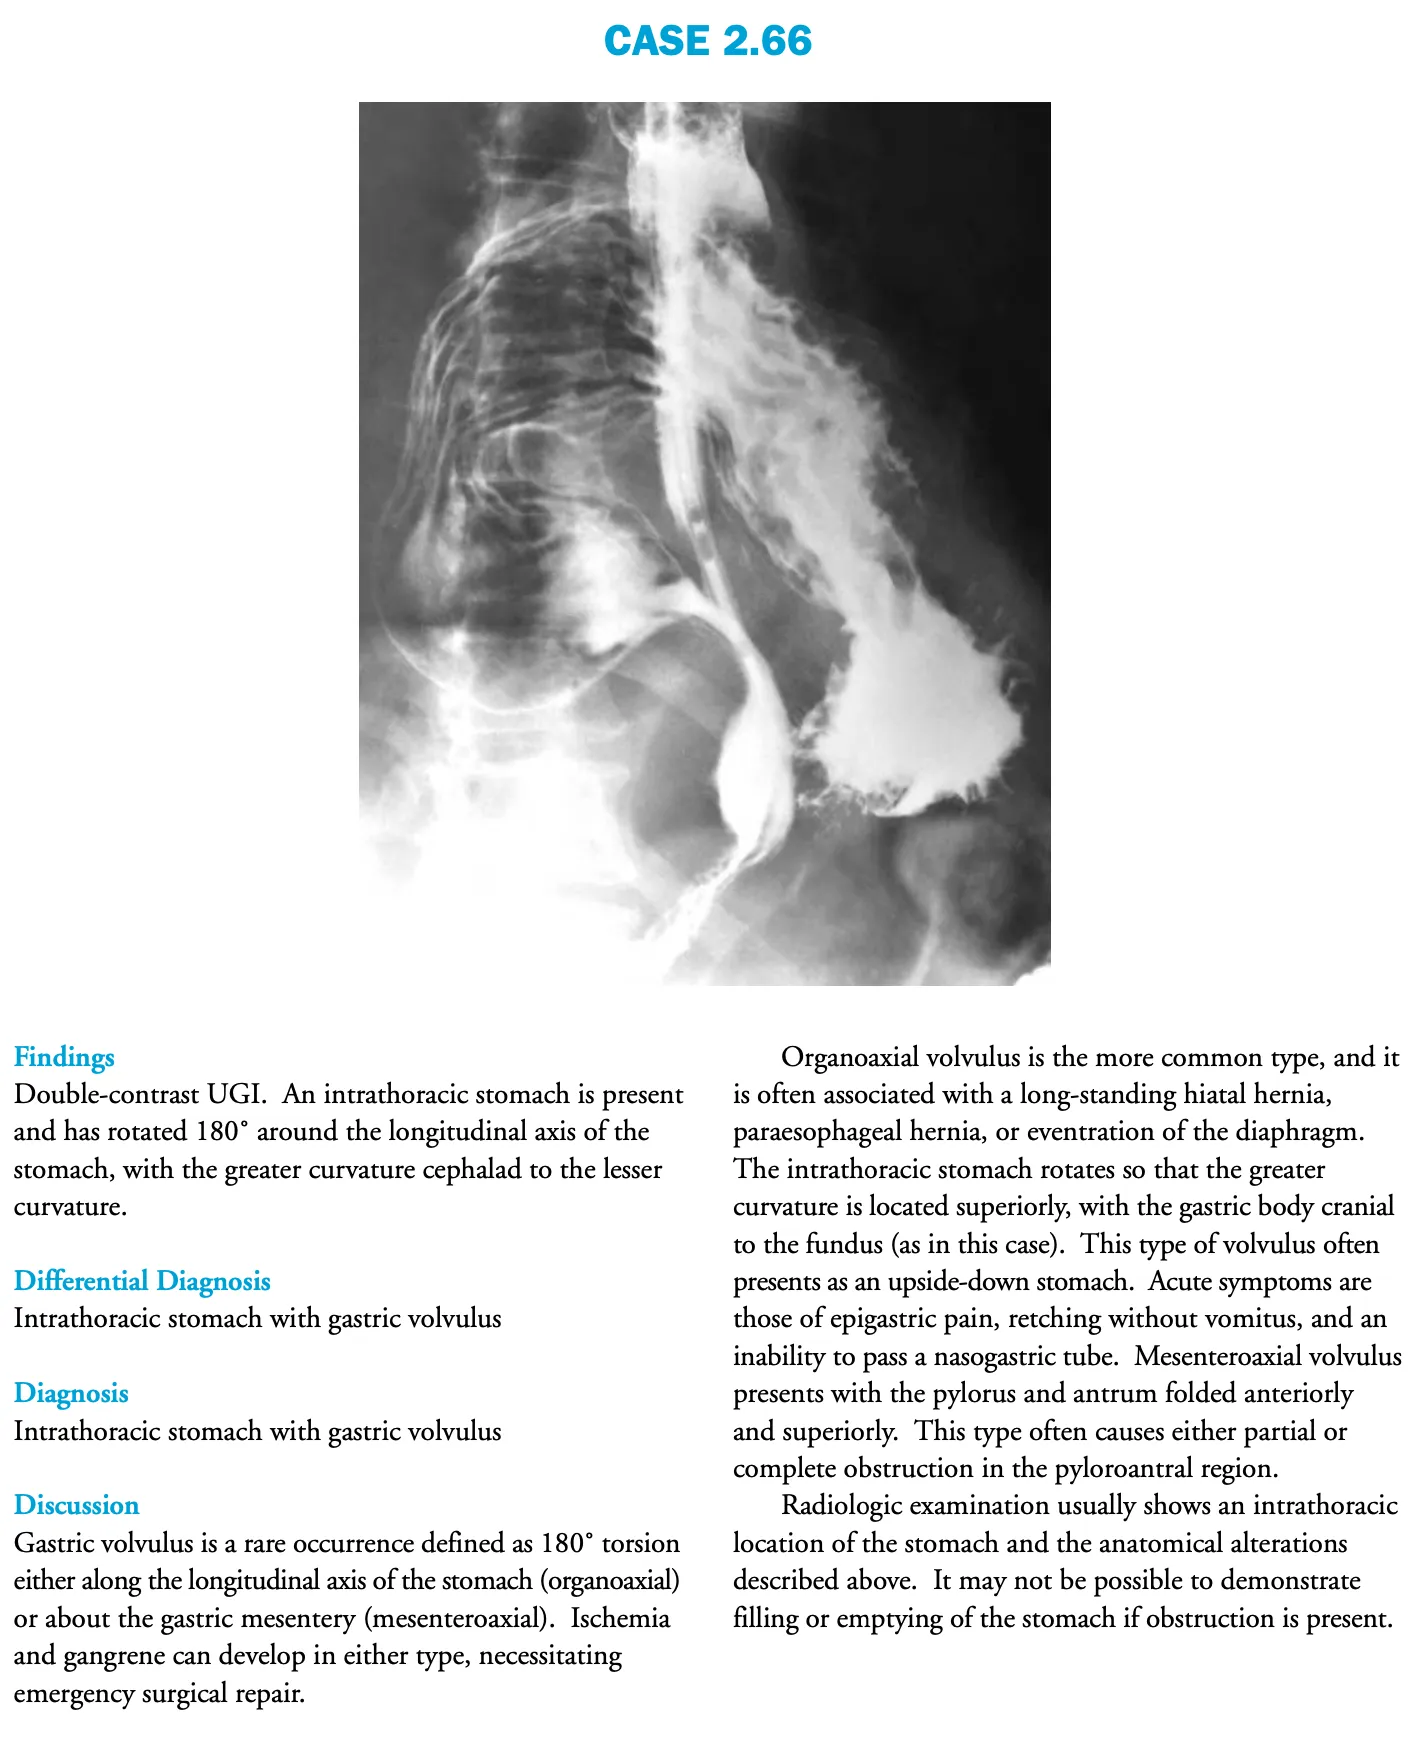 CASE 2.66
Findings
Double-contrast UGI. An intrathoracic stomach is present
and has rotated 180° around the longitudinal axis of the
stomach, with the greater curvature cephalad to the lesser
curvature.
Differential Diagnosis
Intrathoracic stomach with gastric volvulus
Diagnosis
Intrathoracic stomach with gastric volvulus
Discussion
Gastric volvulus is a rare occurrence defined as 180° torsion
either along the longitudinal axis of the stomach (organoaxial)
or about the gastric mesentery (mesenteroaxial). Ischemia
and gangrene can develop in either type, necessitating
emergency surgical repair.
Organoaxial volvulus is the more common type, and it
is often associated with a long-standing hiatal hernia,
paraesophageal hernia, or eventration of the diaphragm.
The intrathoracic stomach rotates so that the greater
curvature is located superiorly, with the gastric body cranial
to the fundus (as in this case). This type of volvulus often
presents as an upside-down stomach. Acute symptoms are
those of epigastric pain, retching without vomitus, and an
inability to pass a nasogastric tube. Mesenteroaxial volvulus
presents with the pylorus and antrum folded anteriorly
and superiorly. This type often causes either partial or
complete obstruction in the pyloroantral region.
Radiologic examination usually shows an intrathoracic
location of the stomach and the anatomical alterations
described above. It may not be possible to demonstrate
filling or emptying of the stomach if obstruction is present.